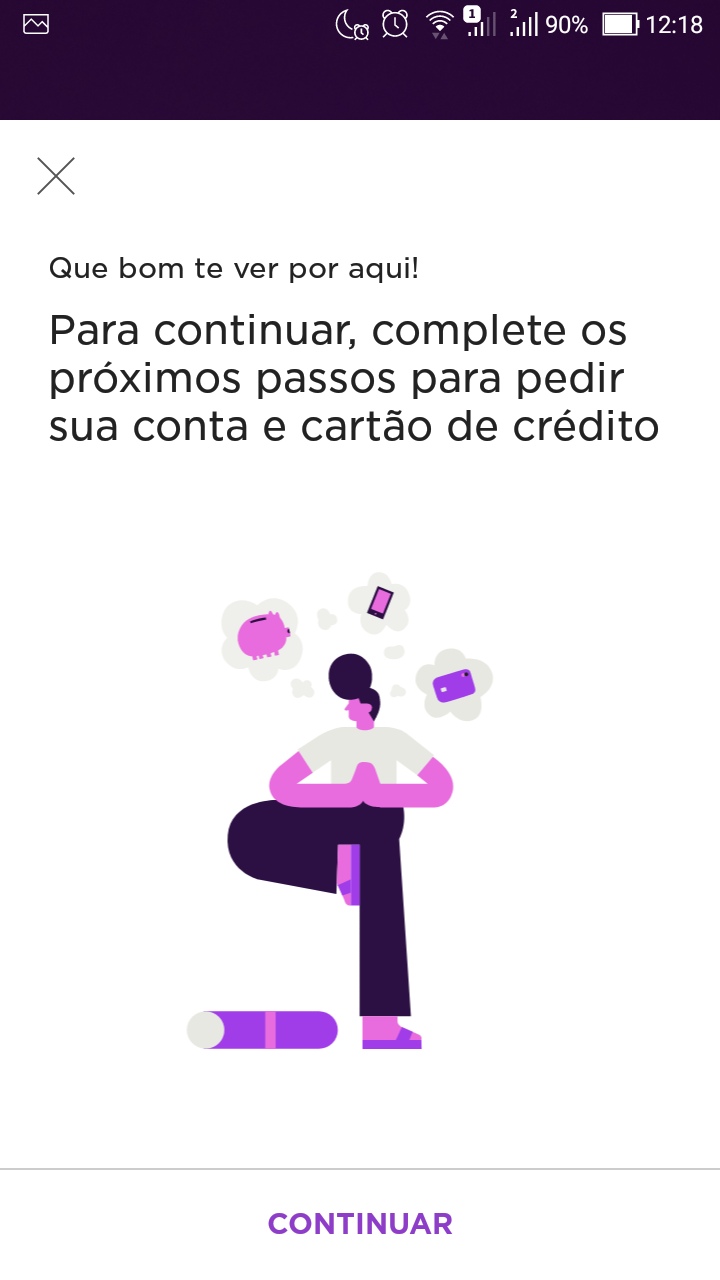 1 2 90% 12:18
Que bom te ver por aqui!
Para continuar, complete os
próximos passos para pedir
sua conta e cartão de crédito
CONTINUAR